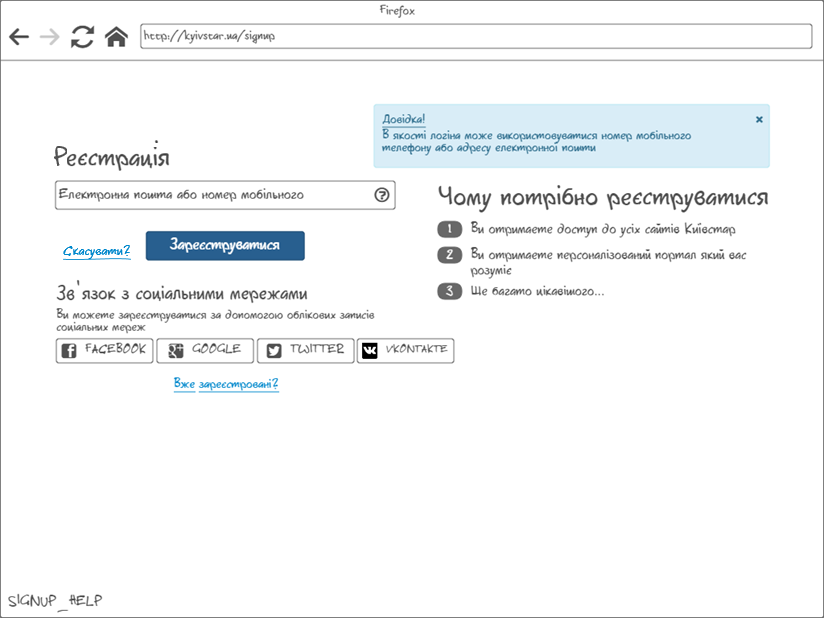 Firefox
http://kyivstar.ua/signup
Довідка!
В якості логіна може використовуватися номер мобільного
телефону або адресу електронної пошти
Реєстрація
Електронна пошта або номер мобільного
Скасувати?
Зареєструватися
Зв'язок з соціальними мережами
Ви можете зареєструватися за допомогою облікових записів
соціальних мереж
FACEBOOK
GOOGLE
TWITTER
VKONTAKTE
Вже зареєстровані?
Чому потрібно реєструватися
1 Ви отримаєте доступ до усіх сайтів Київстар
2 Ви отримаєте персоналізований портал який вас
розуміє
3 Ще багато цікавішого...
SIGNUP_HELP